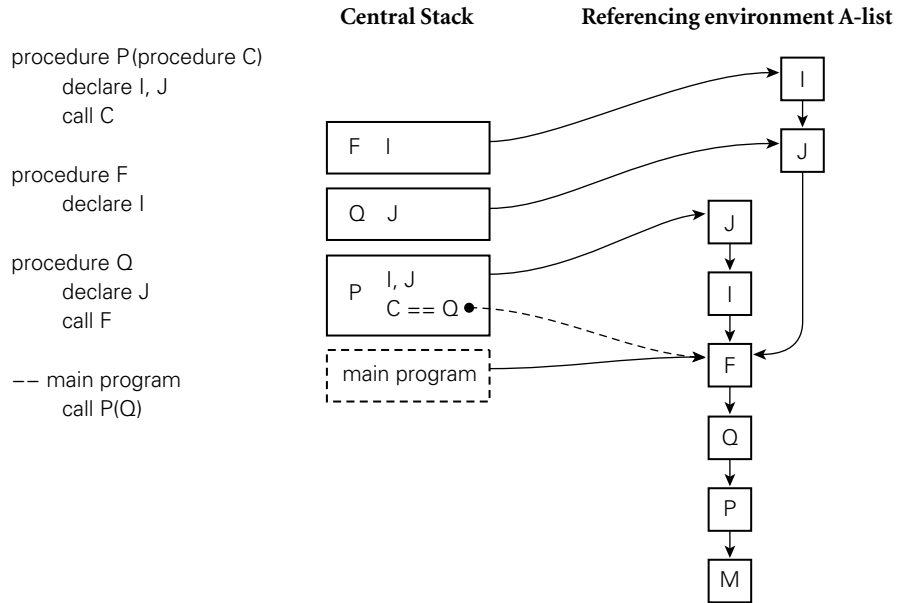 Central Stack
Referencing environment A-list
procedure P(procedure C)
declare I, J
call C
procedure F
declare I
procedure Q
declare J
call F
−− main program
call P(Q)
F I
Q J
P
I, J
C == Q
main program
I
J
J
I
F
Q
P
M